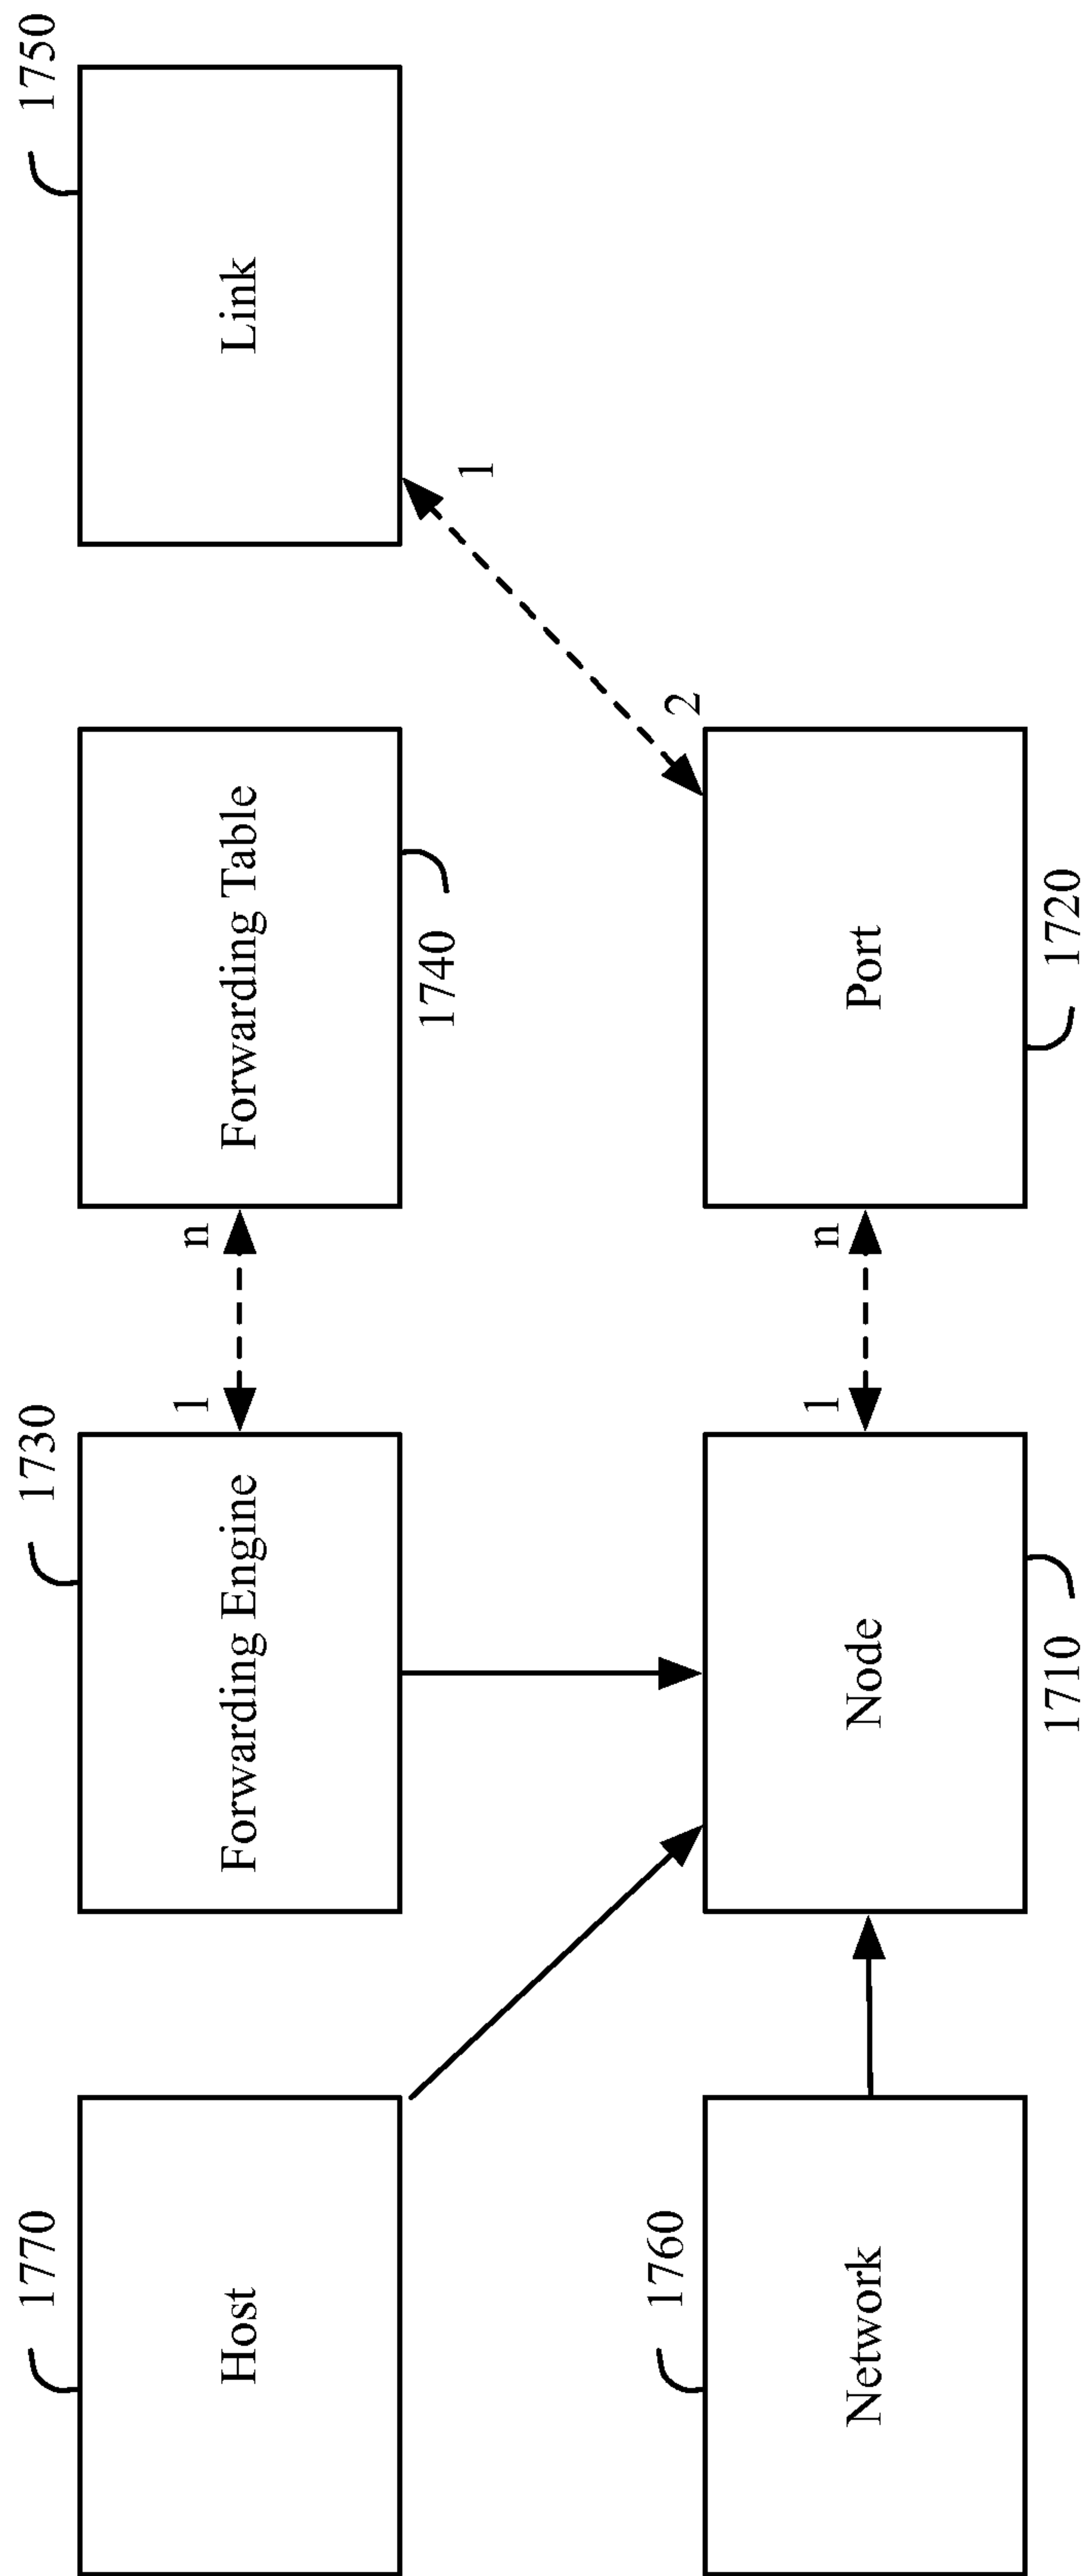 1770
Host
1730
Forwarding Engine
1
n
Forwarding Table
1740
1750
Link
1
2
1760
Network
Node
1710
1
n
Port
1720